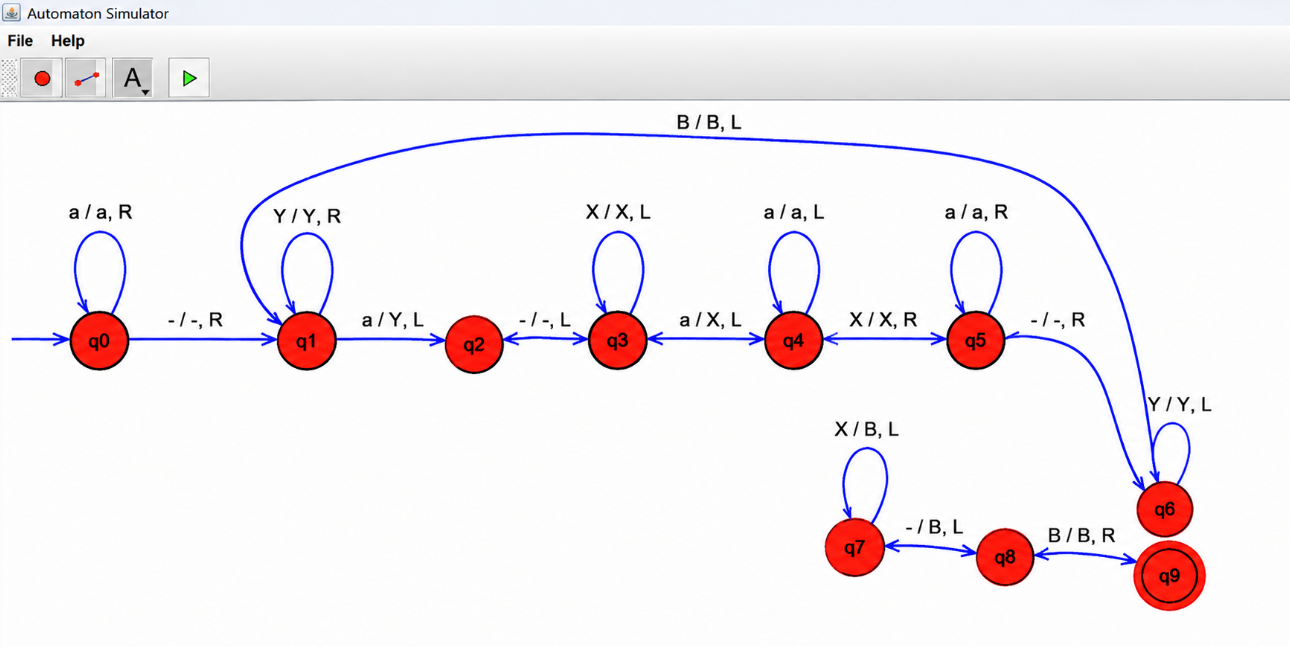 Automaton Simulator
File Help
A
B / B, L
a / a, R
Y / Y, R
X / X, L
a / a, L
a / a, R
- / -, R
a / Y, L
- / -, L
a / X, L
X / X, R
- / -, R
q0
q1
q2
q3
q4
q5
Y / Y, L
X / B, L
q6
- / B, L
B / B, R
q7
q8
q9